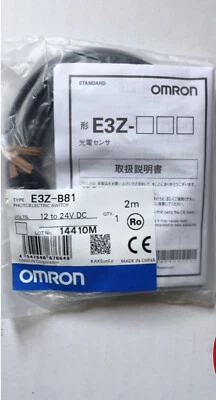 STANDARD
OMRON
形 E3Z-□□□
光電センサ
取扱説明書
TYPE E3Z-B81
PHOTOELECTRIC SWITCH
2m
VOLTS. 12 to 24V DC
QTY. 1
LOT No. 14410M
Ro
OMRON
MADE IN CHINA